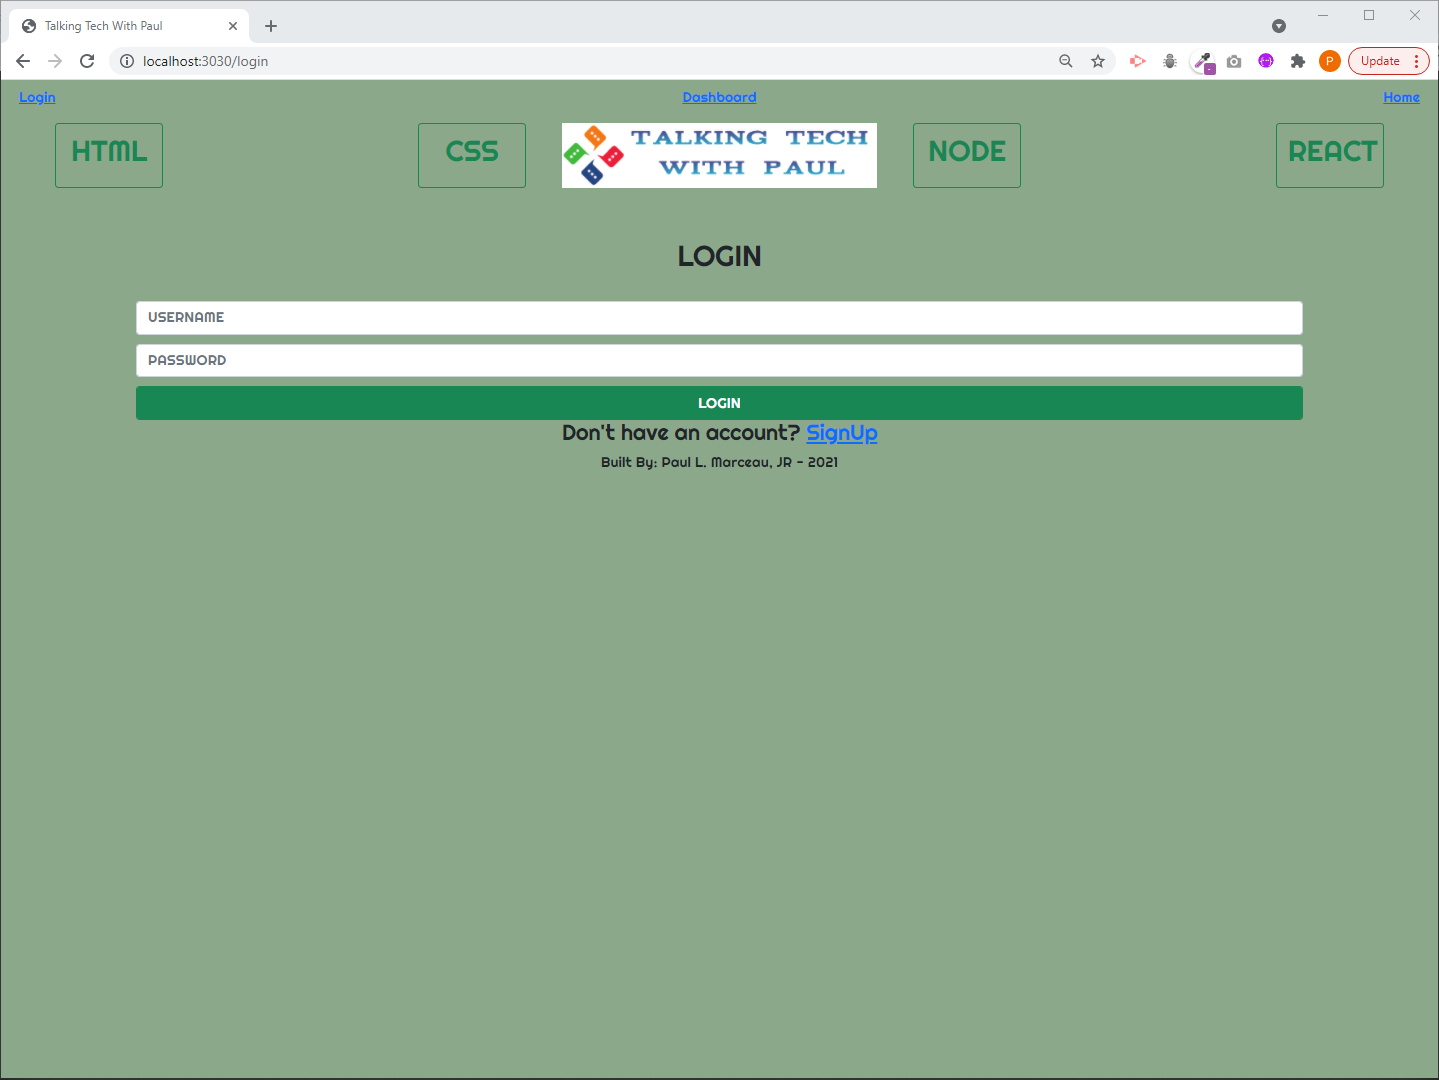 Talking Tech With Paul
localhost:3030/login
P
Update
Login
Dashboard
Home
HTML
CSS
TALKING TECH
WITH PAUL
NODE
REACT
LOGIN
USERNAME
PASSWORD
LOGIN
Don't have an account? SignUp
Built By: Paul L. Marceau, JR - 2021